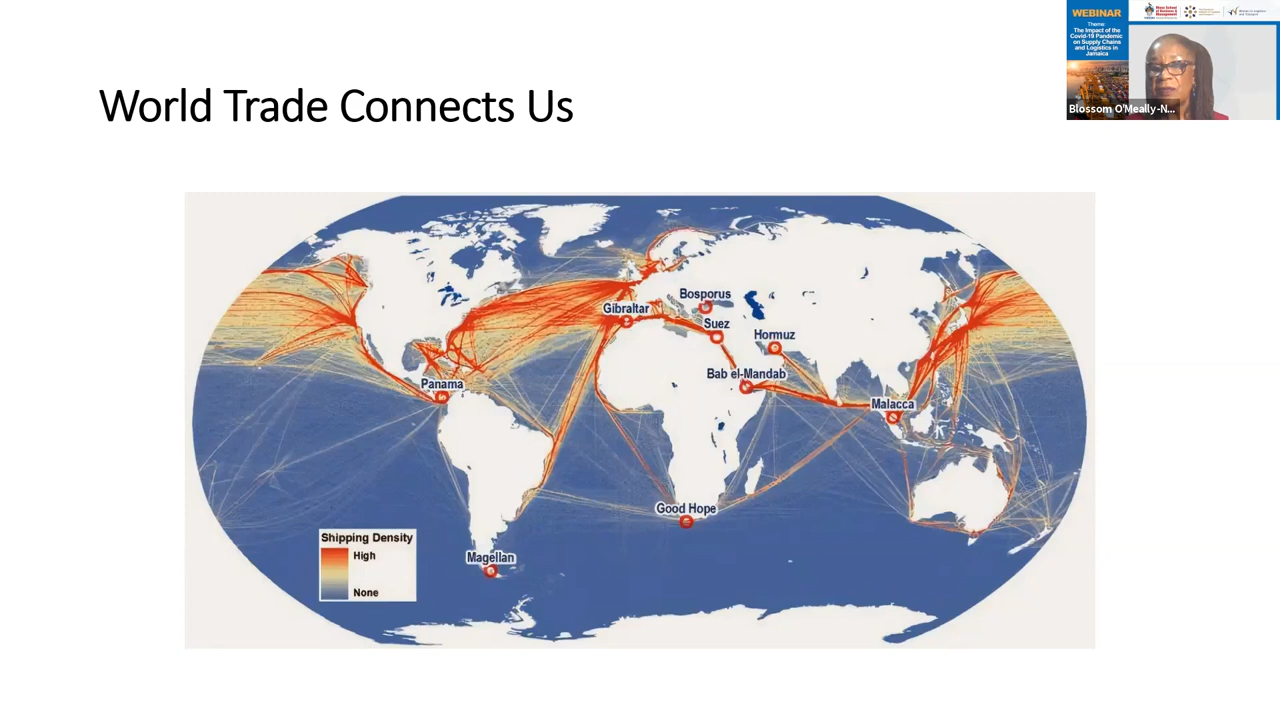 World Trade Connects Us
WEBINAR
Theme:
The Impact of the
Covid-19 Pandemic
on Supply Chains
and Logistics in
Jamaica
Blossom O'Meally-N...
Bosporus
Gibraltar
Suez
Hormuz
Bab el-Mandab
Panama
Malacca
Good Hope
Magellan
Shipping Density
High
None